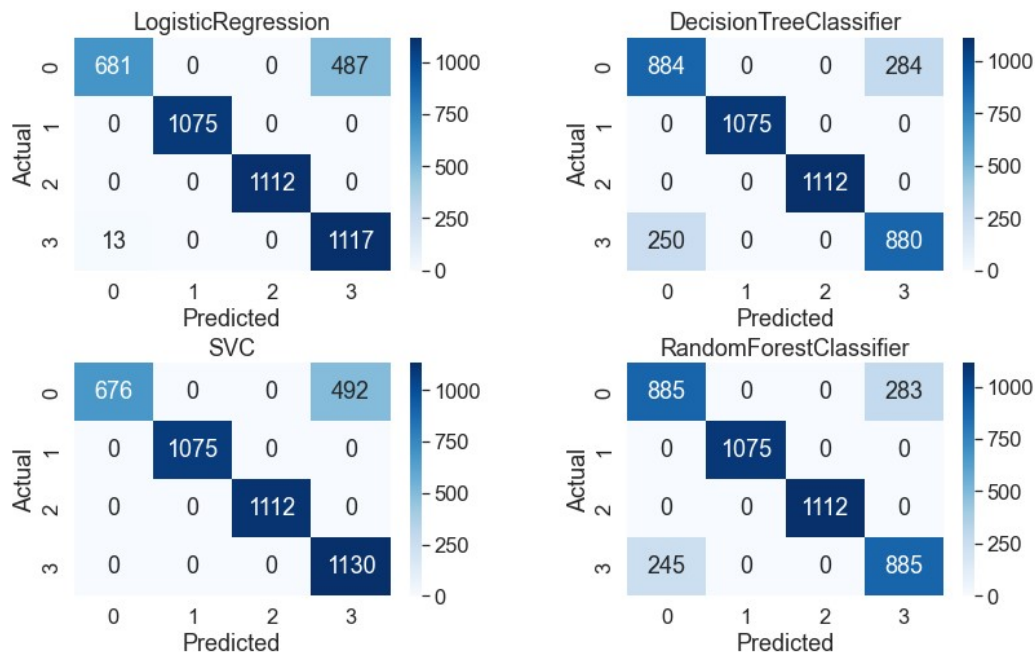 LogisticRegression
0 681 0 0 487
1 0 1075 0 0
2 0 0 1112 0
3 13 0 0 1117
0 1 2 3
Predicted
Actual
1000
750
500
250
0
DecisionTreeClassifier
0 884 0 0 284
1 0 1075 0 0
2 0 0 1112 0
3 250 0 0 880
0 1 2 3
Predicted
Actual
1000
750
500
250
0
SVC
0 676 0 0 492
1 0 1075 0 0
2 0 0 1112 0
3 0 0 0 1130
0 1 2 3
Predicted
Actual
1000
750
500
250
0
RandomForestClassifier
0 885 0 0 283
1 0 1075 0 0
2 0 0 1112 0
3 245 0 0 885
0 1 2 3
Predicted
Actual
1000
750
500
250
0